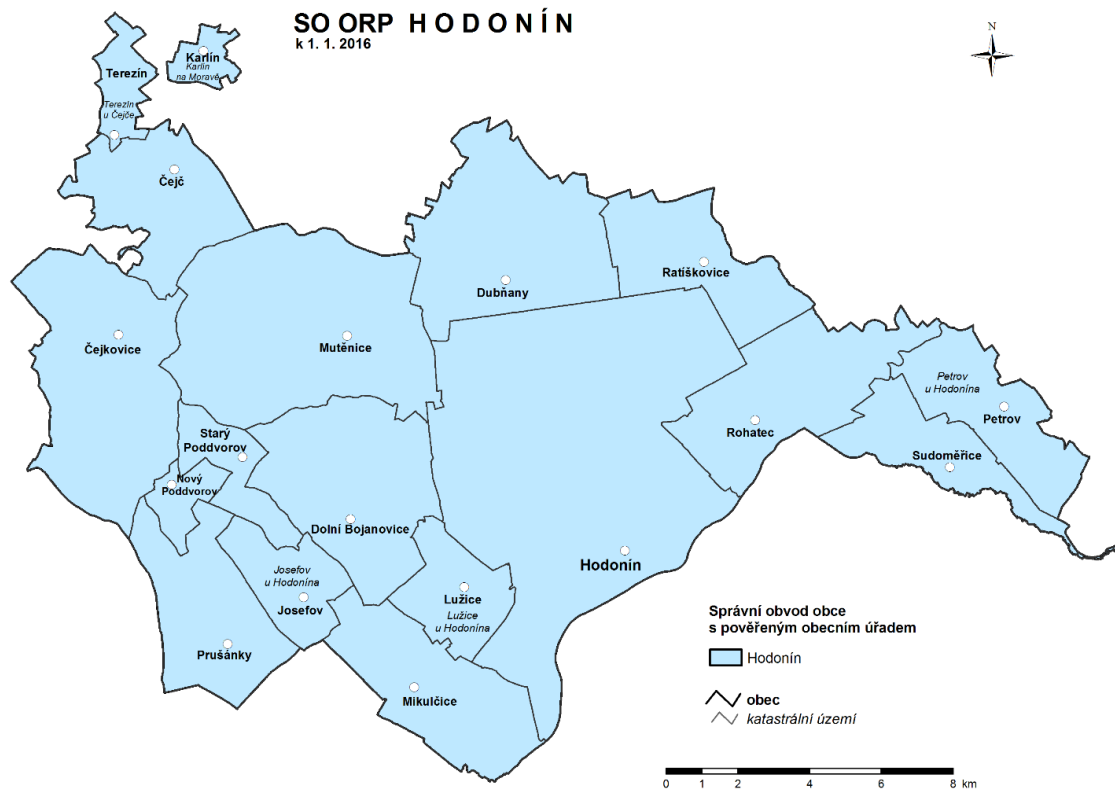 SO ORP HODONÍN
k 1. 1. 2016
N
Karlín
Karlín
na Moravě
Terezín
Terezín
u Čejče
Čejč
Ratíškovice
Dubňany
Čejkovice
Mutěnice
Petrov
u Hodonína
Petrov
Rohatec
Starý
Poddvorov
Sudoměřice
Nový
Poddvorov
Dolní Bojanovice
Hodonín
Josefov
u Hodonína
Josefov
Lužice
Lužice
u Hodonína
Prušánky
Mikulčice
Správní obvod obce
s pověřeným obecním úřadem
Hodonín
obec
katastrální území
0 1 2 4 6 8 km